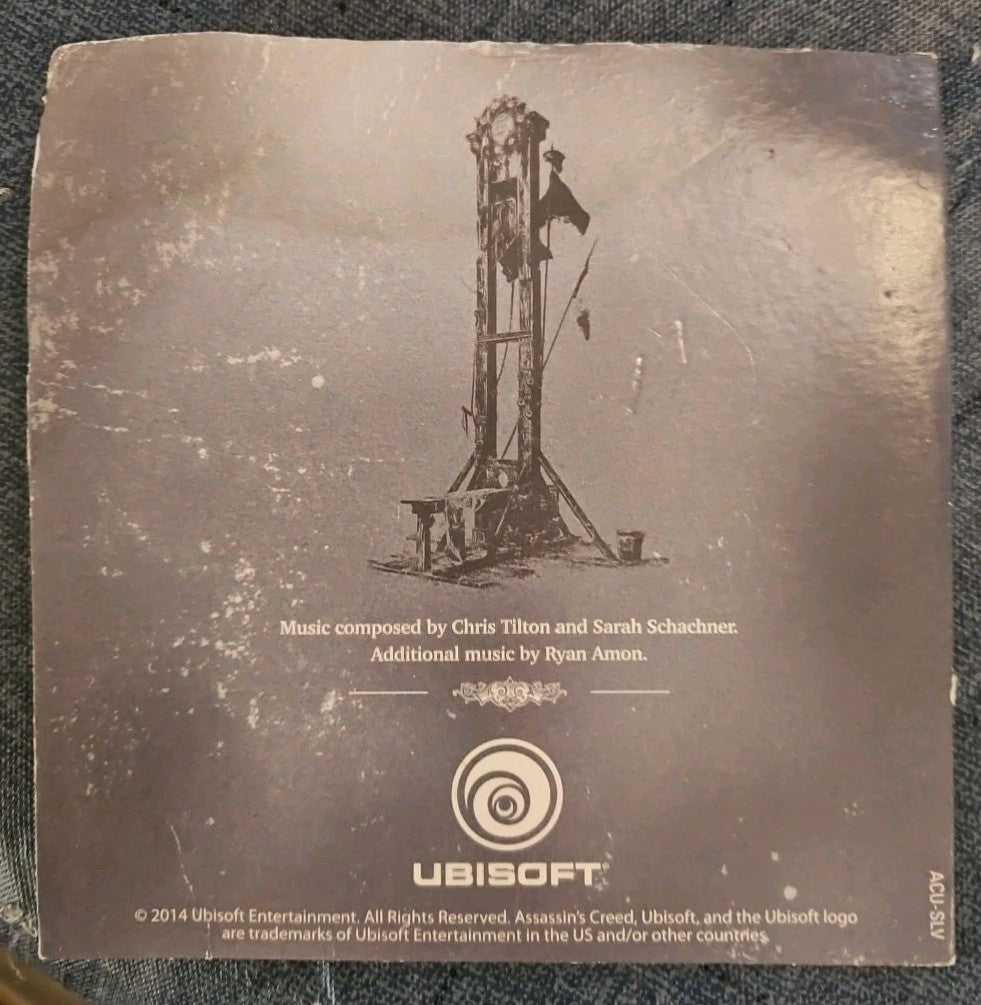 Music composed by Chris Tilton and Sarah Schachner.
Additional music by Ryan Amon.
UBISOFT
© 2014 Ubisoft Entertainment. All Rights Reserved. Assassin's Creed, Ubisoft, and the Ubisoft logo
are trademarks of Ubisoft Entertainment in the US and/or other countries.
ACU-SLV